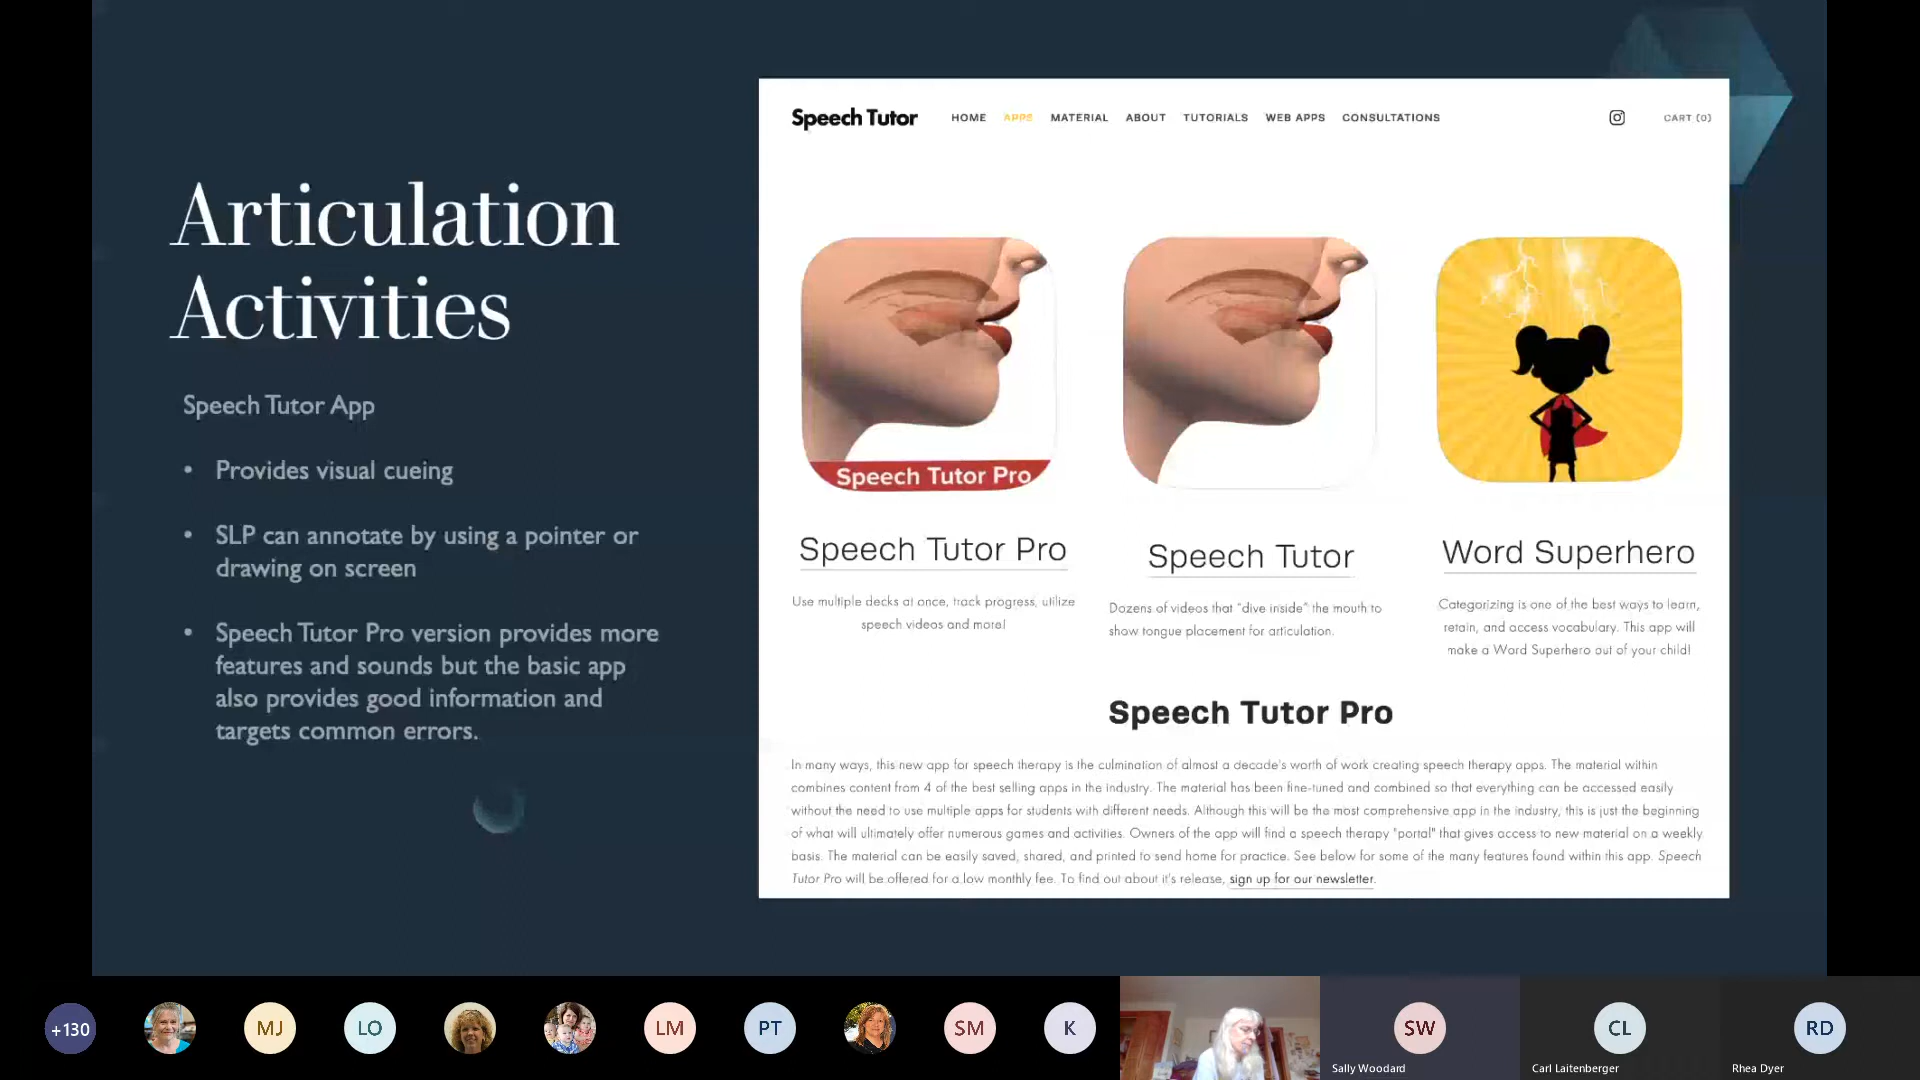 Articulation
Activities
Speech Tutor App
• Provides visual cueing
• SLP can annotate by using a pointer or
drawing on screen
• Speech Tutor Pro version provides more
features and sounds but the basic app
also provides good information and
targets common errors.
Speech Tutor
HOME APPS MATERIAL ABOUT TUTORIALS WEB APPS CONSULTATIONS
CART (0)
Speech Tutor Pro
Speech Tutor Pro
Use multiple decks at once, track progress, utilize
speech videos and more!
Speech Tutor
Dozens of videos that "dive inside" the mouth to
show tongue placement for articulation.
Word Superhero
Categorizing is one of the best ways to learn,
retain, and access vocabulary. This app will
make a Word Superhero out of your child!
Speech Tutor Pro
In many ways, this new app for speech therapy is the culmination of almost a decade's worth of work creating speech therapy apps. The material within
combines content from 4 of the best selling apps in the industry. The material has been fine-tuned and combined so that everything can be accessed easily
without the need to use multiple apps for students with different needs. Although this will be the most comprehensive app in the industry, this is just the beginning
of what will ultimately offer numerous games and activities. Owners of the app will find a speech therapy "portal" that gives access to new material on a weekly
basis. The material can be easily saved, shared, and printed to send home for practice. See below for some of the many features found within this app. Speech
Tutor Pro will be offered for a low monthly fee. To find out about it's release, sign up for our newsletter.
+130
MJ
LO
LM
PT
SM
K
SW
CL
RD
Sally Woodard
Carl Laitenberger
Rhea Dyer